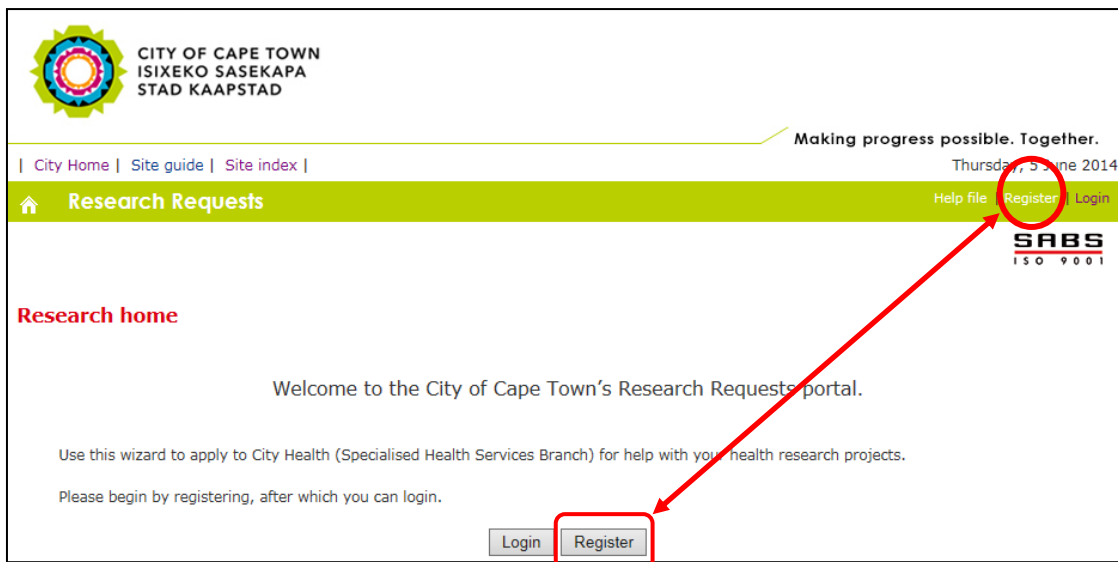 CITY OF CAPE TOWN
ISIXEKO SASEKAPA
STAD KAAPSTAD
Making progress possible. Together.
| City Home | Site guide | Site index |
Thursday, 5 June 2014
Research Requests
Help file | Register | Login
SABS
ISO 9001
Research home
Welcome to the City of Cape Town's Research Requests portal.
Use this wizard to apply to City Health (Specialised Health Services Branch) for help with your health research projects.
Please begin by registering, after which you can login.
Login Register